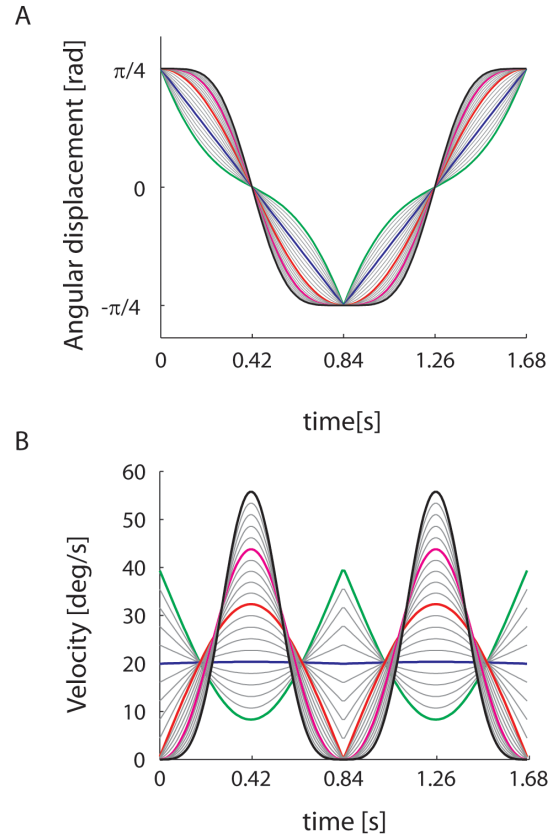 A
Angular displacement [rad]
π/4
0
-π/4
0 0.42 0.84 1.26 1.68
time[s]
B
Velocity [deg/s]
60
50
40
30
20
10
0
0 0.42 0.84 1.26 1.68
time [s]